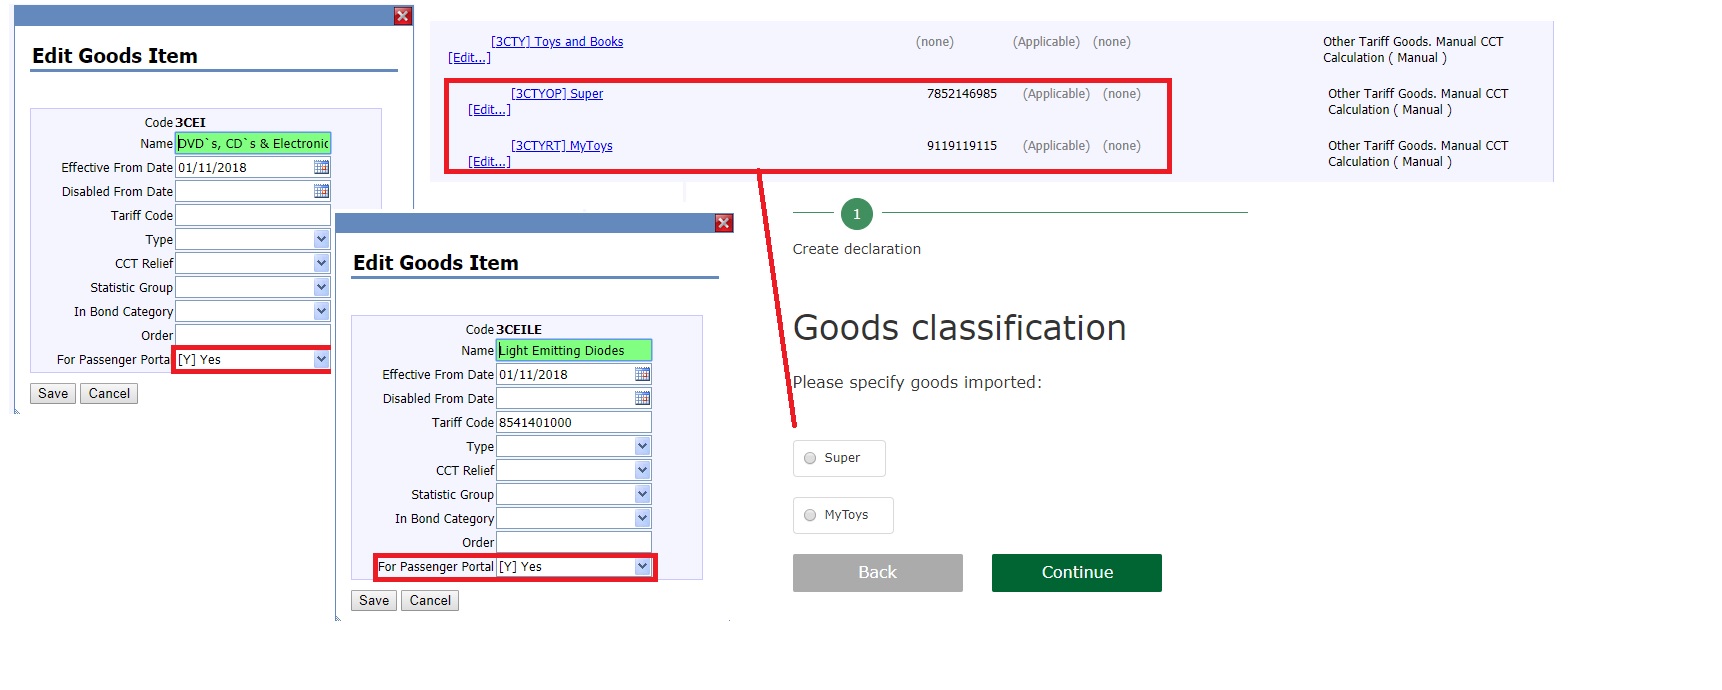 Edit Goods Item
Code 3CEI
Name DVD`s, CD`s & Electronic
Effective From Date 01/11/2018
Disabled From Date
Tariff Code
Type
CCT Relief
Statistic Group
In Bond Category
Order
For Passenger Portal [Y] Yes
Save Cancel
Edit Goods Item
Code 3CEILE
Name Light Emitting Diodes
Effective From Date 01/11/2018
Disabled From Date
Tariff Code 8541401000
Type
CCT Relief
Statistic Group
In Bond Category
Order
For Passenger Portal [Y] Yes
Save Cancel
[3CTY] Toys and Books (none) (Applicable) (none) Other Tariff Goods. Manual CCT
[Edit...] Calculation ( Manual )
[3CTYOP] Super 7852146985 (Applicable) (none) Other Tariff Goods. Manual CCT
[Edit...] Calculation ( Manual )
[3CTYRT] MyToys 9119119115 (Applicable) (none) Other Tariff Goods. Manual CCT
[Edit...] Calculation ( Manual )
1
Create declaration
Goods classification
Please specify goods imported:
Super
MyToys
Back Continue